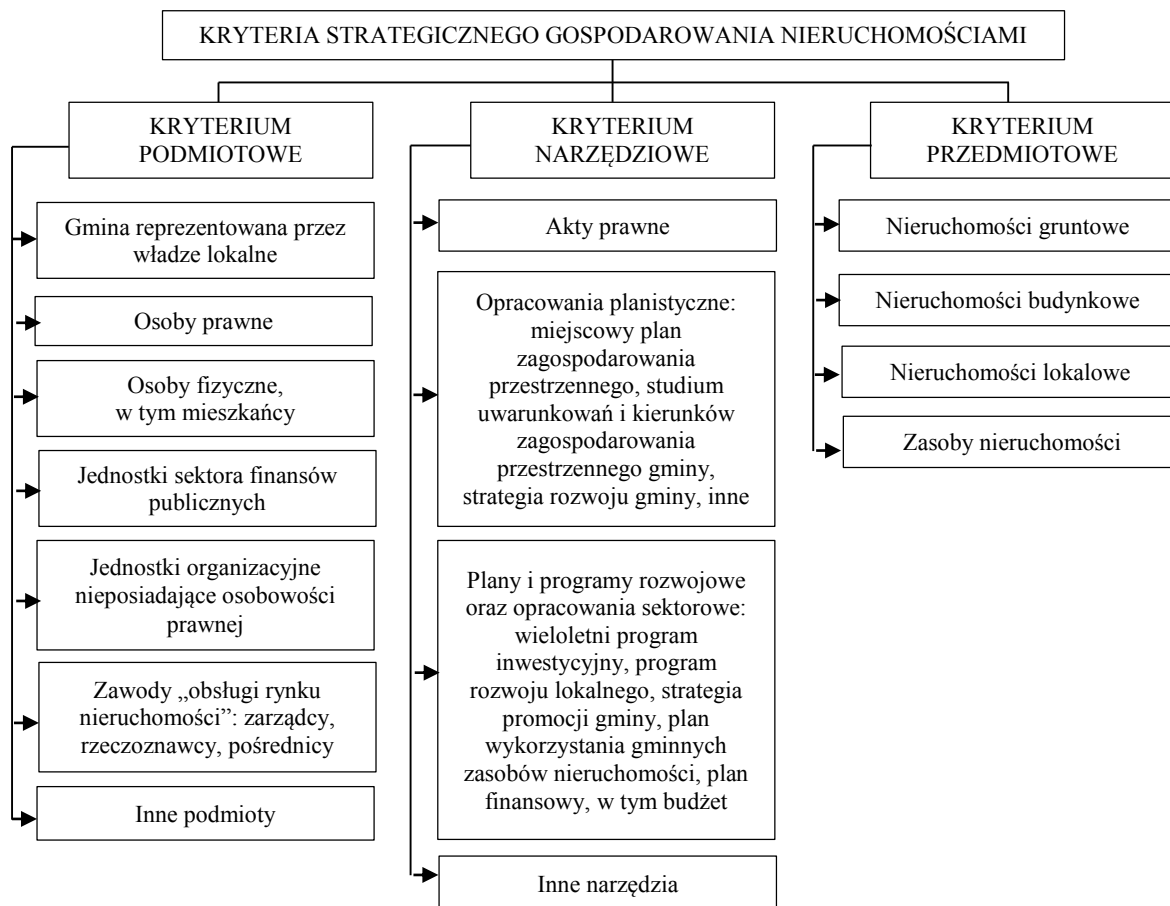 KRYTERIA STRATEGICZNEGO GOSPODAROWANIA NIERUCHOMOŚCIAMI
KRYTERIUM
PODMIOTOWE
Gmina reprezentowana przez
władze lokalne
Osoby prawne
Osoby fizyczne,
w tym mieszkańcy
Jednostki sektora finansów
publicznych
Jednostki organizacyjne
nieposiadające osobowości
prawnej
Zawody „obsługi rynku
nieruchomości”: zarządcy,
rzeczoznawcy, pośrednicy
Inne podmioty
KRYTERIUM
NARZĘDZIOWE
Akty prawne
Opracowania planistyczne:
miejscowy plan
zagospodarowania
przestrzennego, studium
uwarunkowań i kierunków
zagospodarowania
przestrzennego gminy,
strategia rozwoju gminy, inne
Plany i programy rozwojowe
oraz opracowania sektorowe:
wieloletni program
inwestycyjny, program
rozwoju lokalnego, strategia
promocji gminy, plan
wykorzystania gminnych
zasobów nieruchomości, plan
finansowy, w tym budżet
Inne narzędzia
KRYTERIUM
PRZEDMIOTOWE
Nieruchomości gruntowe
Nieruchomości budynkowe
Nieruchomości lokalowe
Zasoby nieruchomości